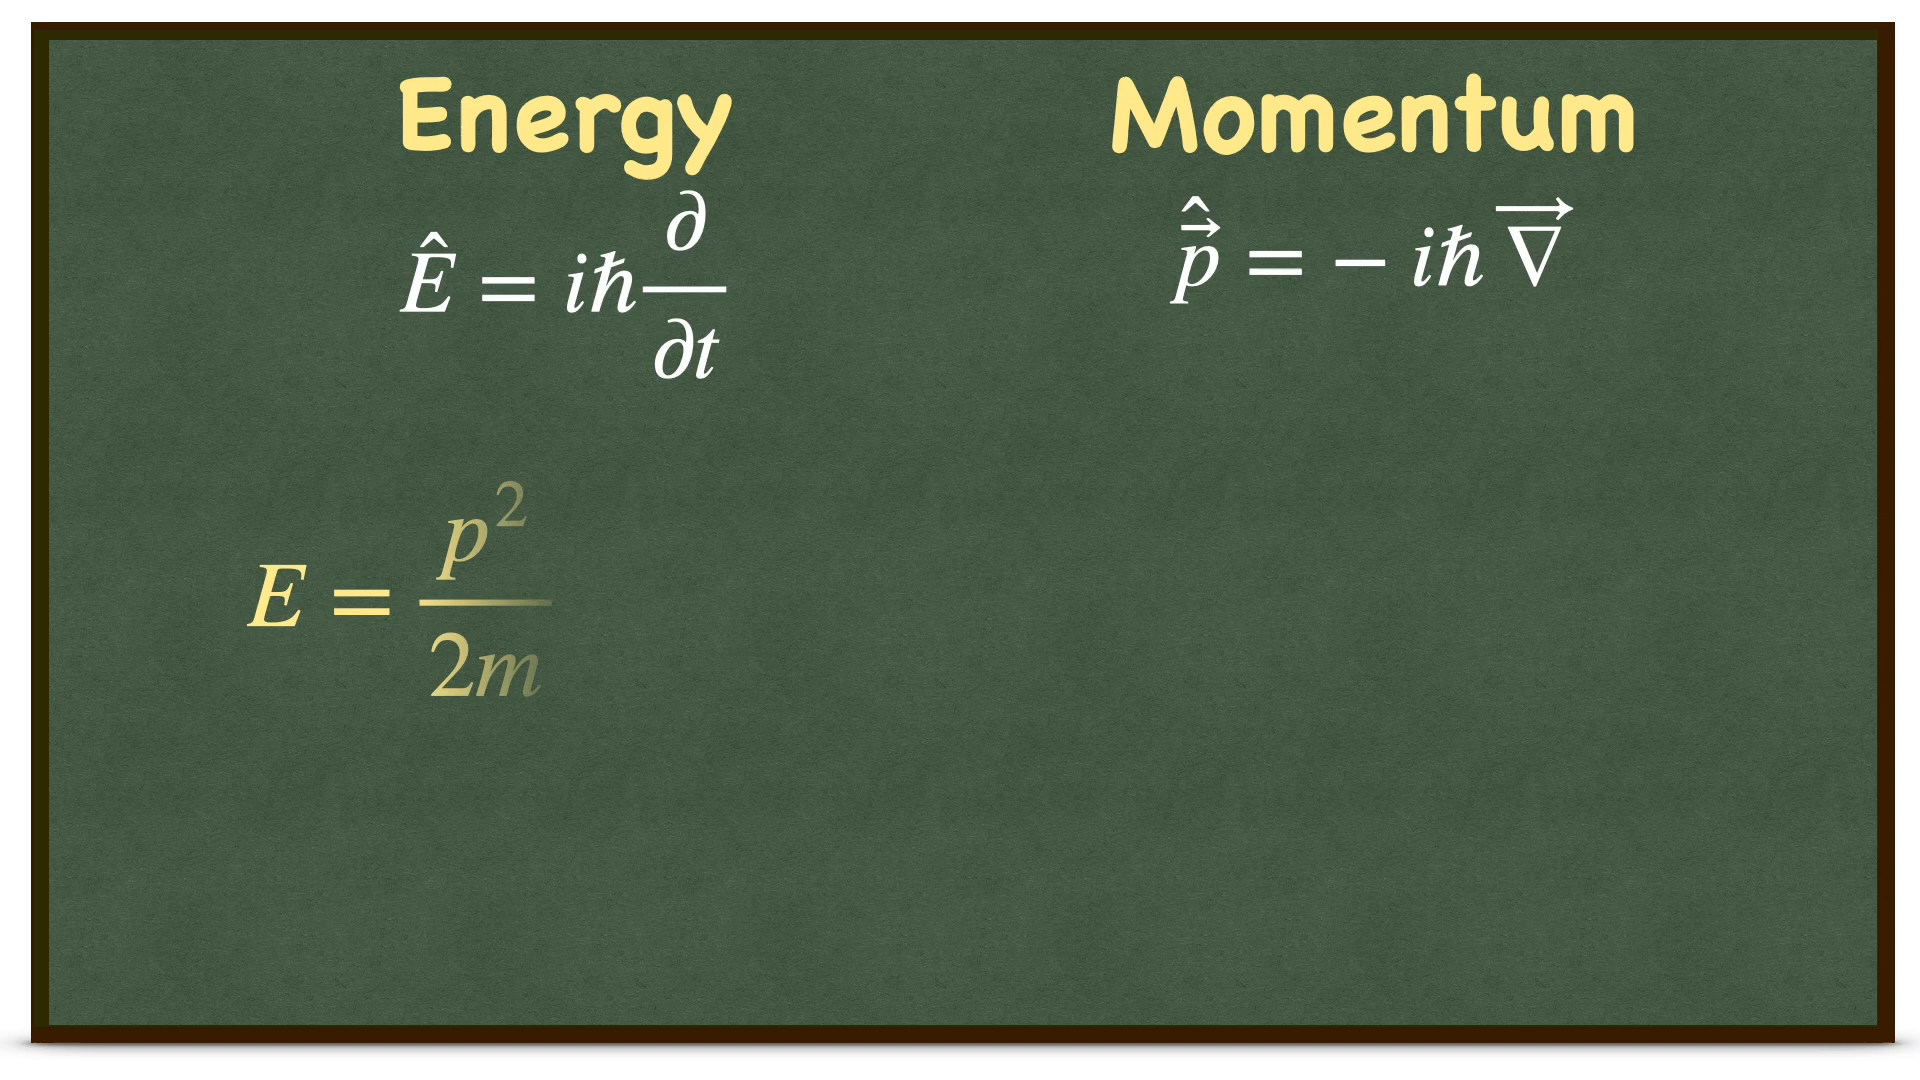 Energy
Momentum
Ê = iħ ∂/∂t
p̂⃗ = − iħ ∇⃗
E = p²/2m